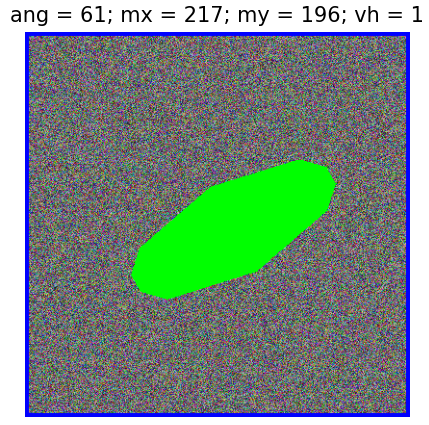 ang = 61; mx = 217; my = 196; vh = 1